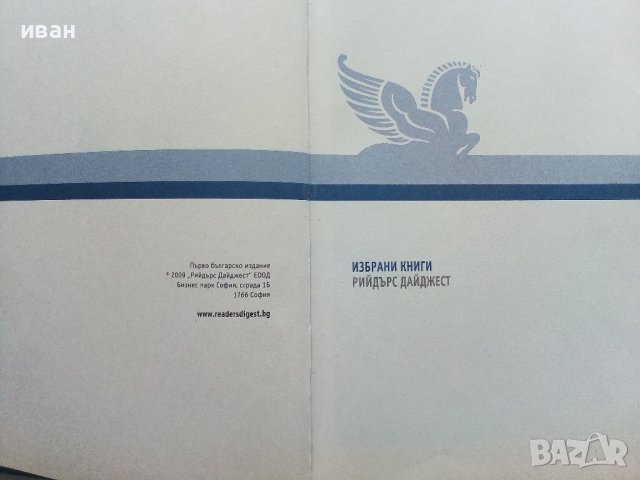 иван
Първо българско издание
© 2009 „Рийдърс Дайджест" ЕООД
Бизнес парк София, сграда 1Б
1766 София
www.readersdigest.bg
ИЗБРАНИ КНИГИ
РИЙДЪРС ДАЙДЖЕСТ
BAZAR